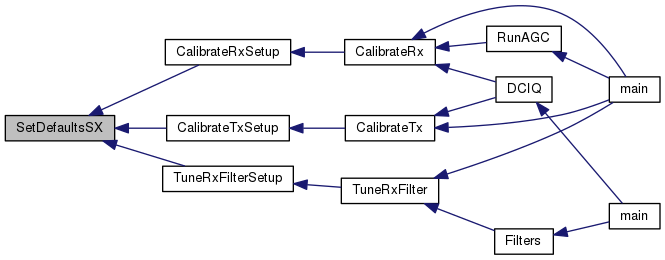 SetDefaultsSX
CalibrateRxSetup
CalibrateTxSetup
TuneRxFilterSetup
CalibrateRx
CalibrateTx
TuneRxFilter
RunAGC
DCIQ
Filters
main
main